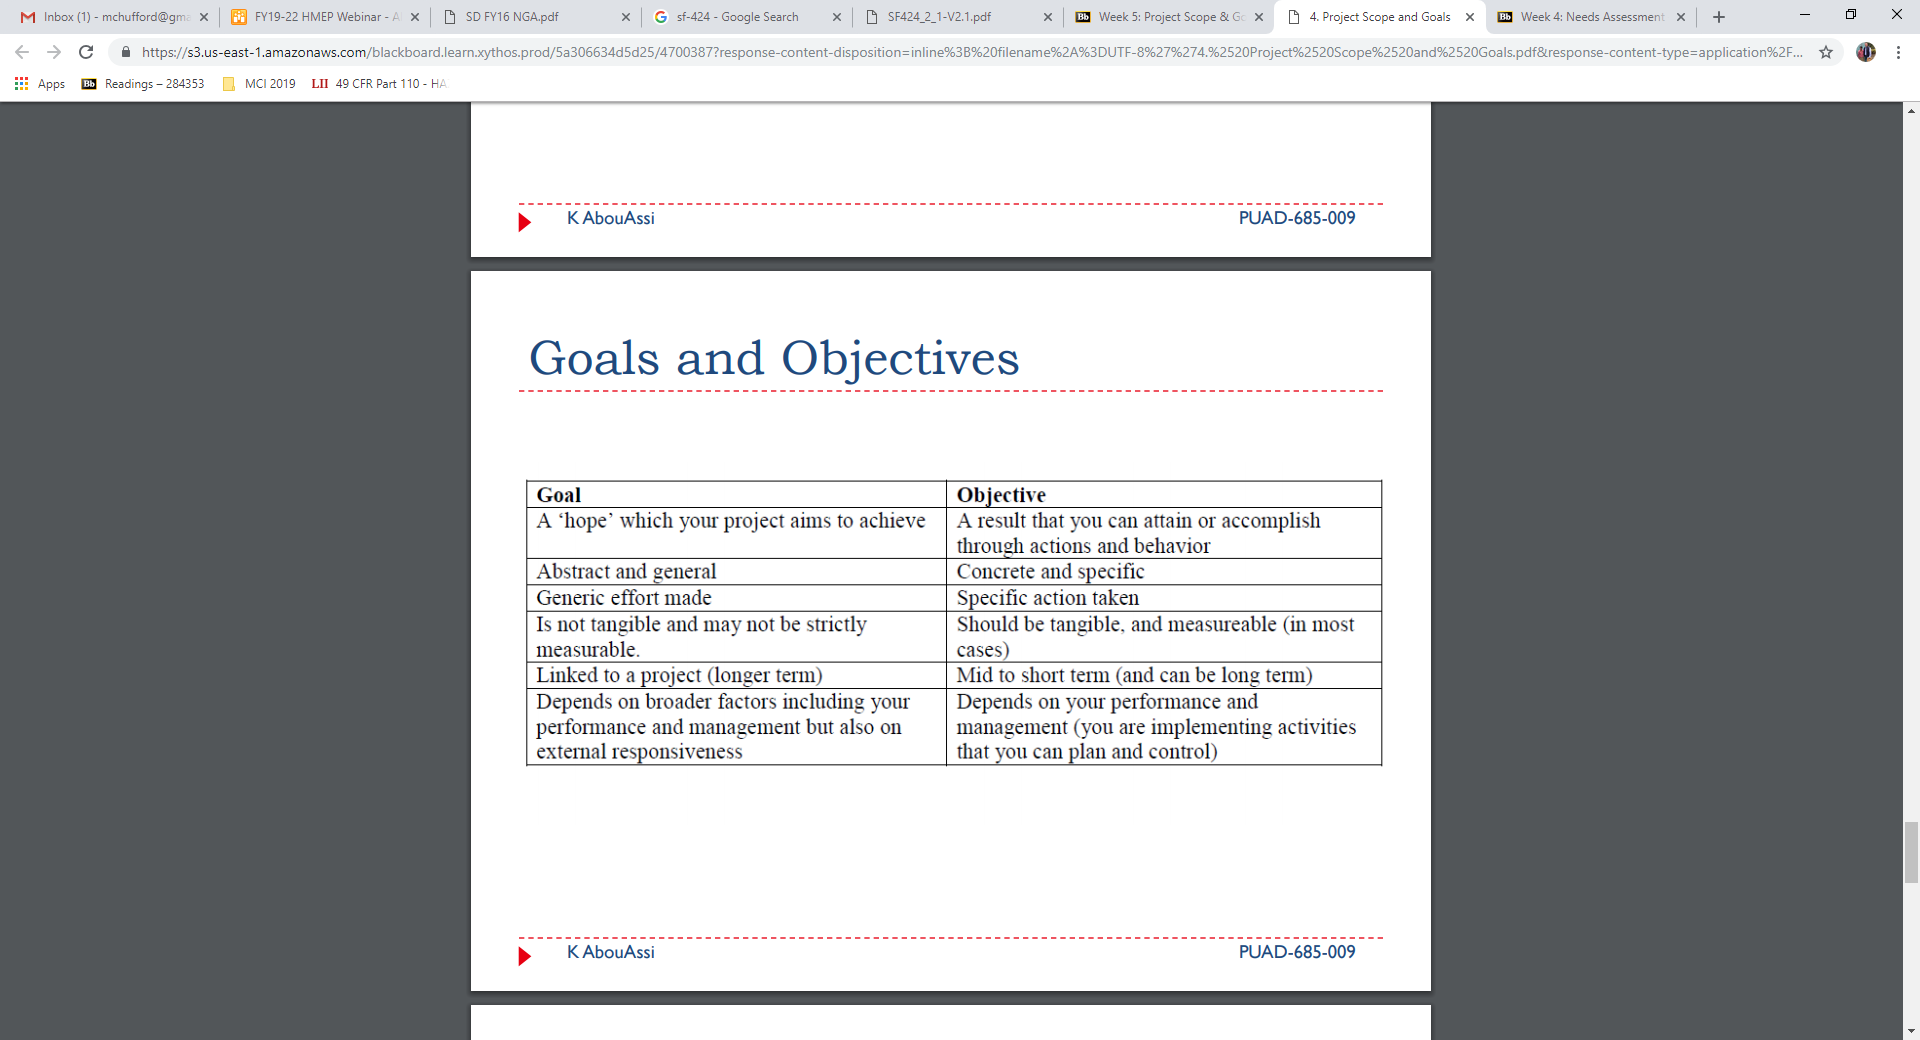 Inbox (1) - mchufford@gma
FY19-22 HMEP Webinar - A
SD FY16 NGA.pdf
sf-424 - Google Search
SF424_2_1-V2.1.pdf
Week 5: Project Scope & Go
4. Project Scope and Goals
Week 4: Needs Assessment
https://s3.us-east-1.amazonaws.com/blackboard.learn.xythos.prod/5a306634d5d25/4700387?response-content-disposition=inline%3B%20filename%2A%3DUTF-8%27%274.%2520Project%2520Scope%2520and%2520Goals.pdf&response-content-type=application%2F...
Apps
Bb Readings – 284353
MCI 2019
LII 49 CFR Part 110 - HA
K AbouAssi
PUAD-685-009
Goals and Objectives
Goal
Objective
A ‘hope’ which your project aims to achieve
A result that you can attain or accomplish
through actions and behavior
Abstract and general
Concrete and specific
Generic effort made
Specific action taken
Is not tangible and may not be strictly
measurable.
Should be tangible, and measureable (in most
cases)
Linked to a project (longer term)
Mid to short term (and can be long term)
Depends on broader factors including your
performance and management but also on
external responsiveness
Depends on your performance and
management (you are implementing activities
that you can plan and control)
K AbouAssi
PUAD-685-009